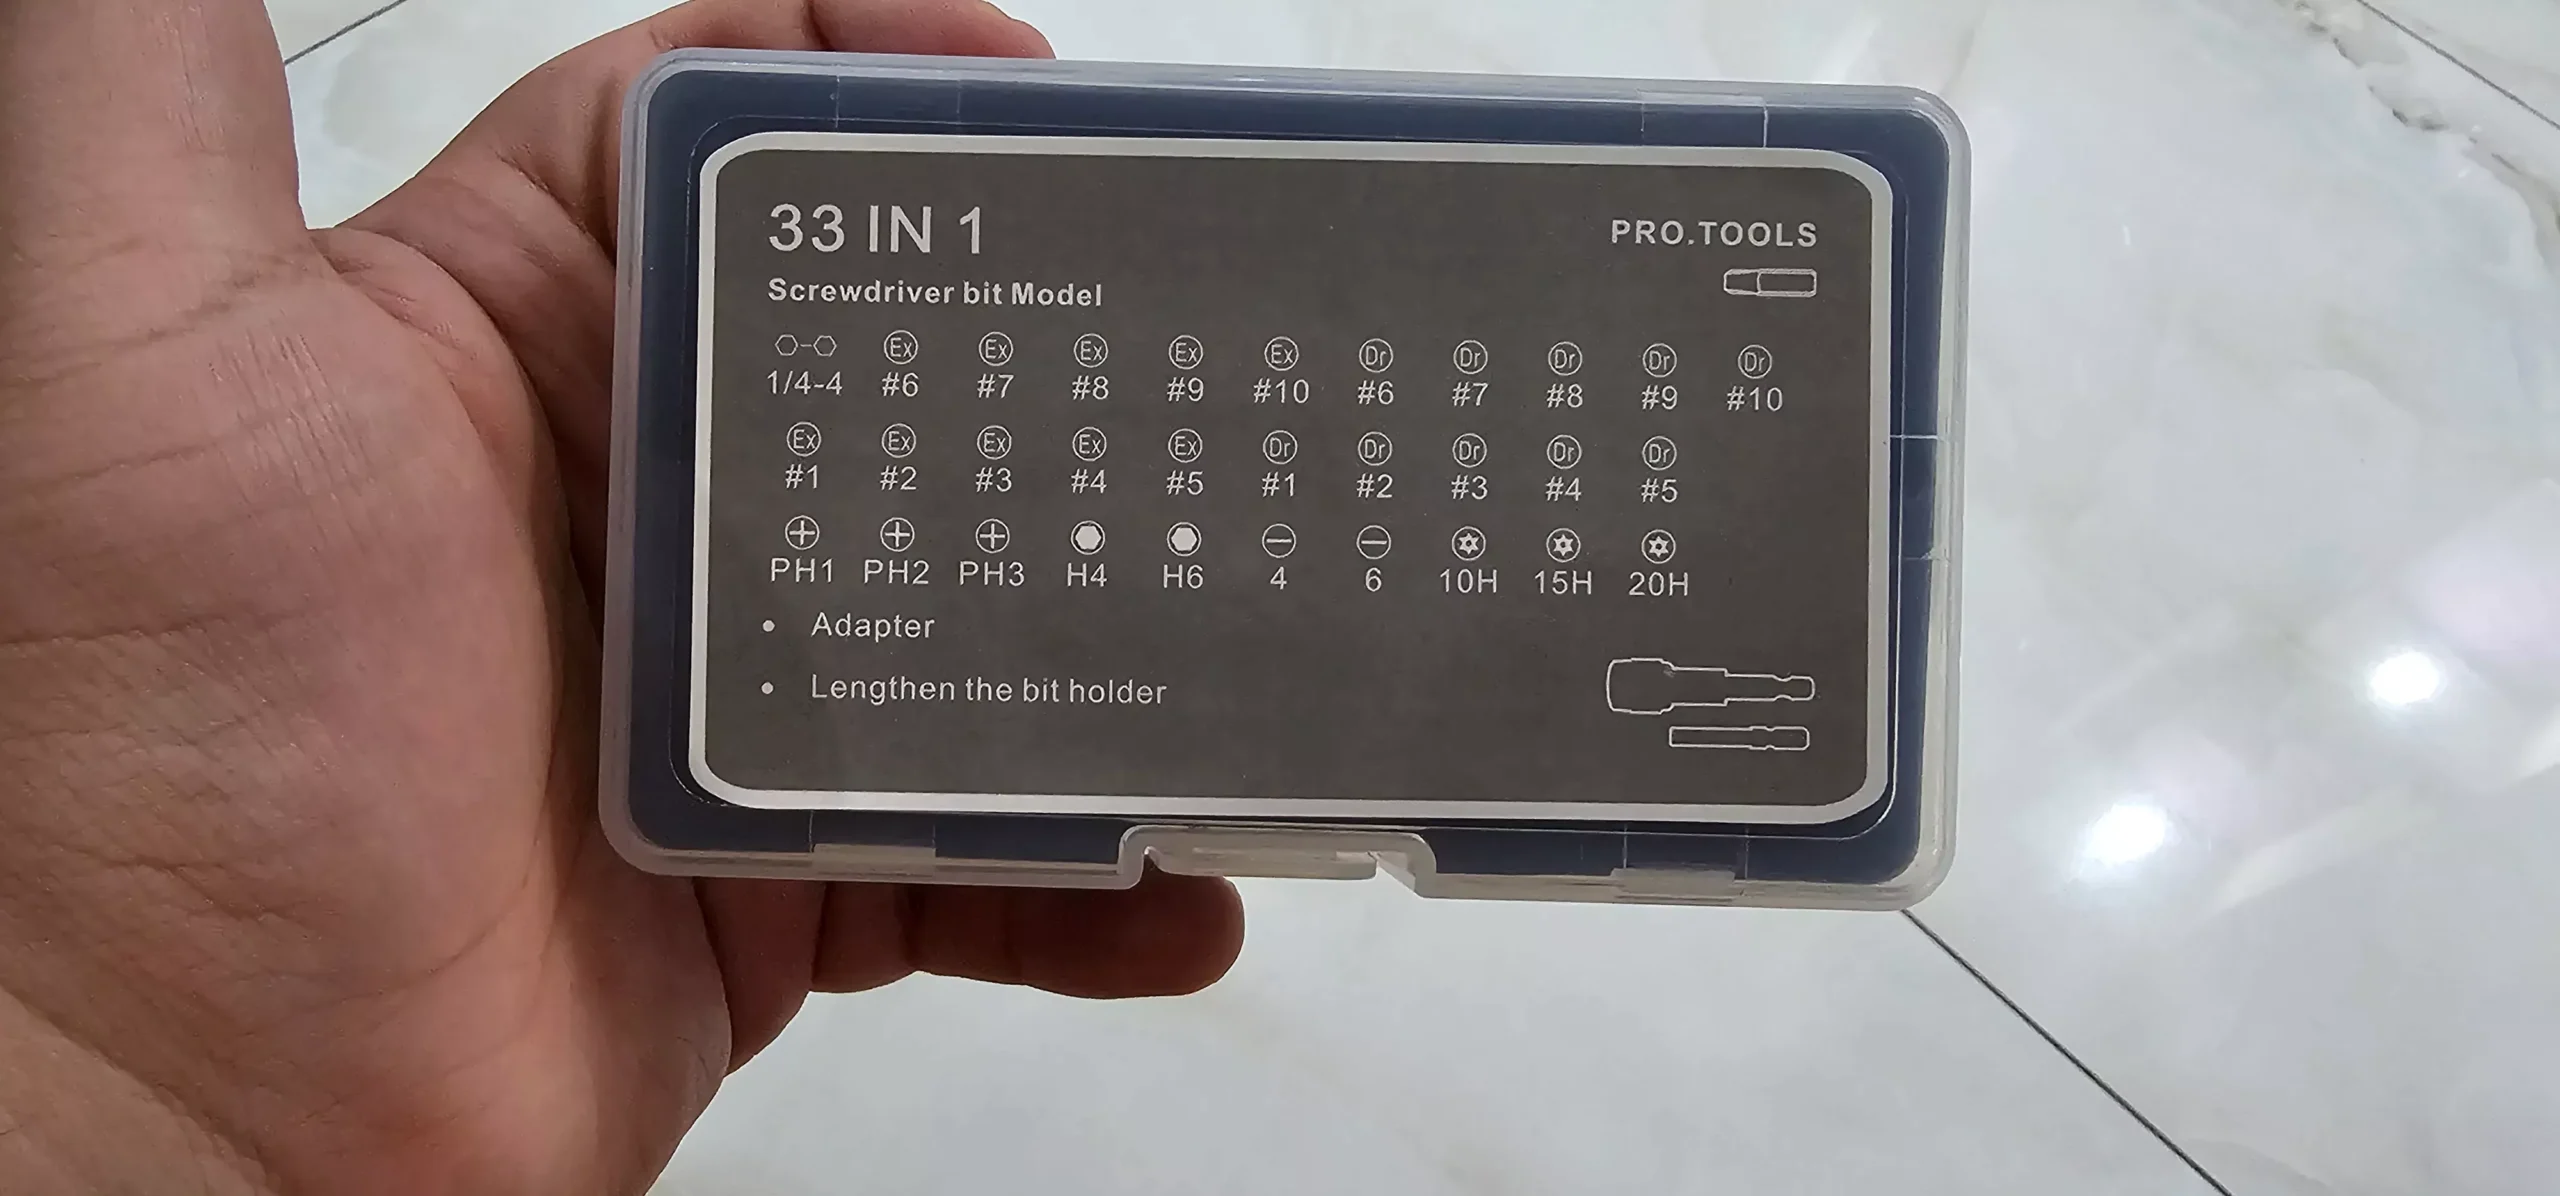 33 IN 1
PRO.TOOLS
Screwdriver bit Model
Ex Ex Ex Ex Ex Dr Dr Dr Dr Dr
1/4-4 #6 #7 #8 #9 #10 #6 #7 #8 #9 #10
Ex Ex Ex Ex Ex Dr Dr Dr Dr Dr
#1 #2 #3 #4 #5 #1 #2 #3 #4 #5
PH1 PH2 PH3 H4 H6 4 6 10H 15H 20H
• Adapter
• Lengthen the bit holder